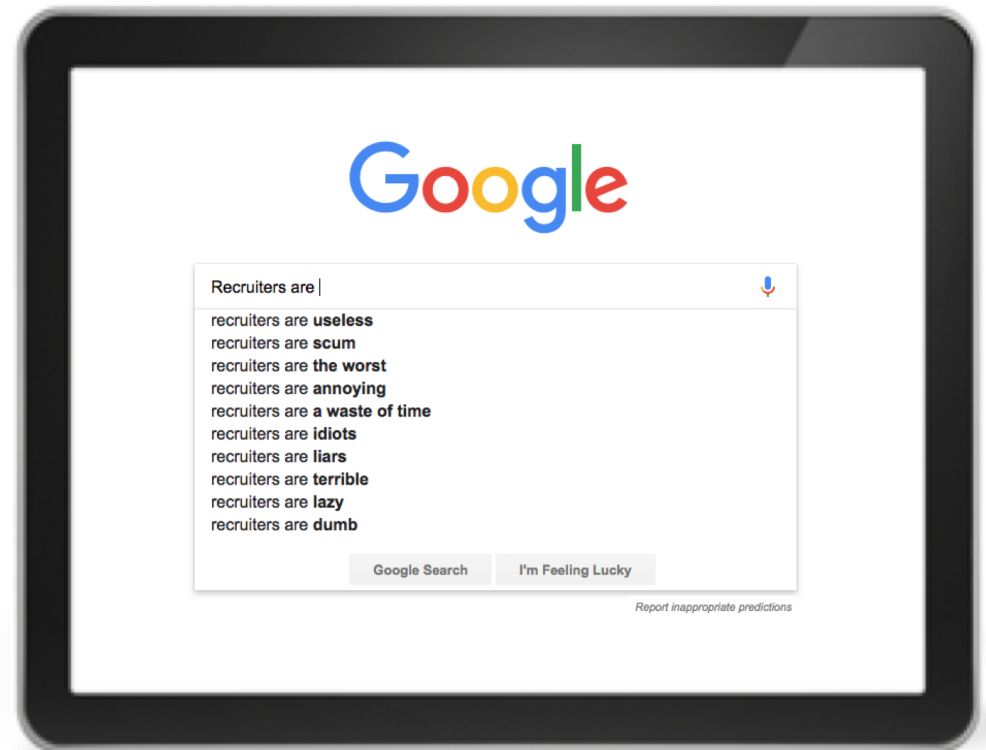 Google
Recruiters are
recruiters are useless
recruiters are scum
recruiters are the worst
recruiters are annoying
recruiters are a waste of time
recruiters are idiots
recruiters are liars
recruiters are terrible
recruiters are lazy
recruiters are dumb
Google Search I'm Feeling Lucky
Report inappropriate predictions